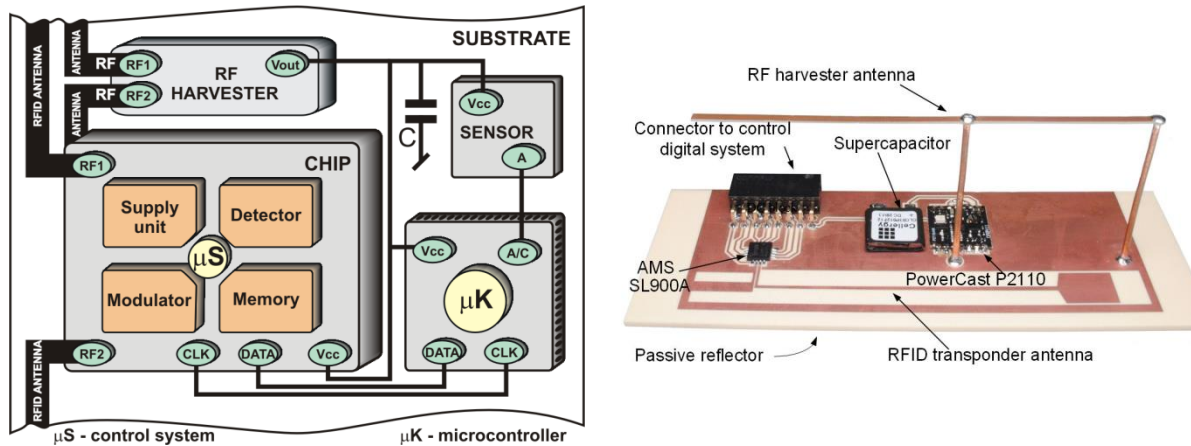 SUBSTRATE
RFID ANTENNA
ANTENNA
RF
RF1
Vout
RF
HARVESTER
RF
RF2
ANTENNA
C
Vcc
SENSOR
A
RF1
CHIP
Supply
unit
Detector
μS
Modulator
Memory
Vcc
A/C
μK
RF2
CLK
DATA
Vcc
DATA
CLK
RFID ANTENNA
μS - control system
μK - microcontroller
RF harvester antenna
Connector to control
digital system
Supercapacitor
Cellergy
AMS
SL900A
PowerCast P2110
Passive reflector
RFID transponder antenna